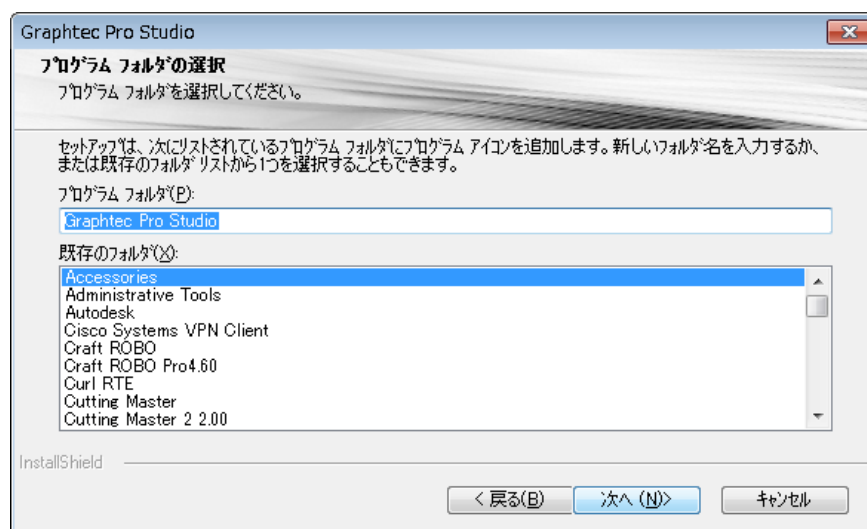 Graphtec Pro Studio
プログラム フォルダの選択
プログラム フォルダを選択してください。
セットアップは、次にリストされているプログラム フォルダにプログラム アイコンを追加します。新しいフォルダ名を入力するか、
または既存のフォルダ リストから1つを選択することもできます。
プログラム フォルダ(P):
Graphtec Pro Studio
既存のフォルダ(X):
Accessories
Administrative Tools
Autodesk
Cisco Systems VPN Client
Craft ROBO
Craft ROBO Pro4.60
Curl RTE
Cutting Master
Cutting Master 2 2.00
InstallShield
< 戻る(B)
次へ (N)>
キャンセル